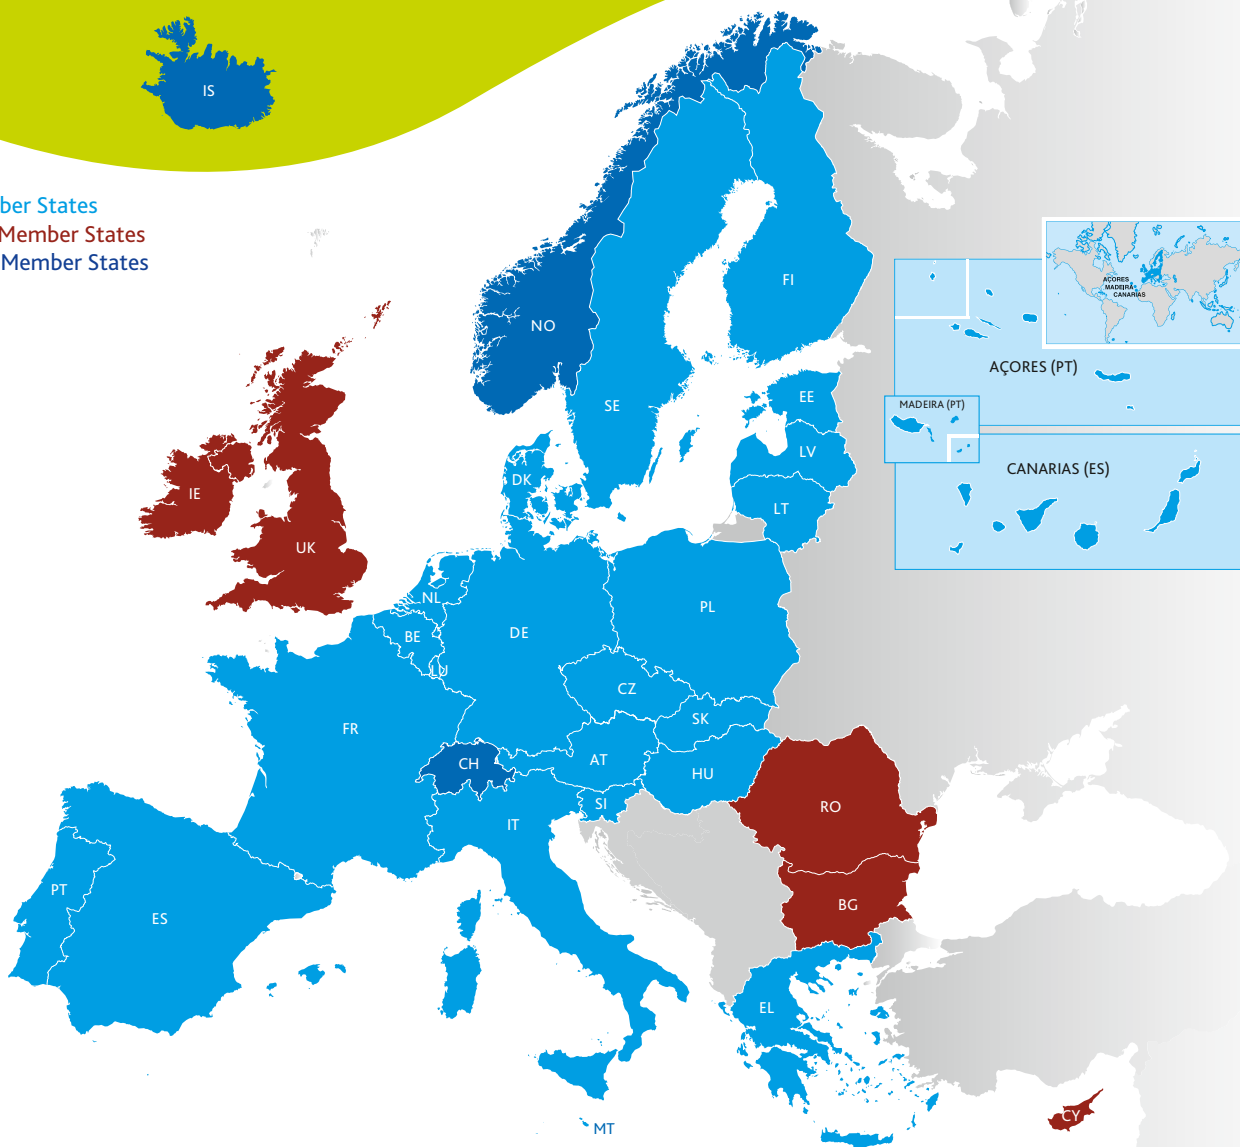 IS
ber States
Member States
Member States
FI
NO
AÇORES
MADEIRA
CANARIAS
AÇORES (PT)
SE
EE
MADEIRA (PT)
LV
CANARIAS (ES)
DK
IE
LT
UK
NL
PL
BE
DE
LU
CZ
SK
FR
CH
AT
HU
SI
RO
IT
PT
BG
ES
EL
CY
MT